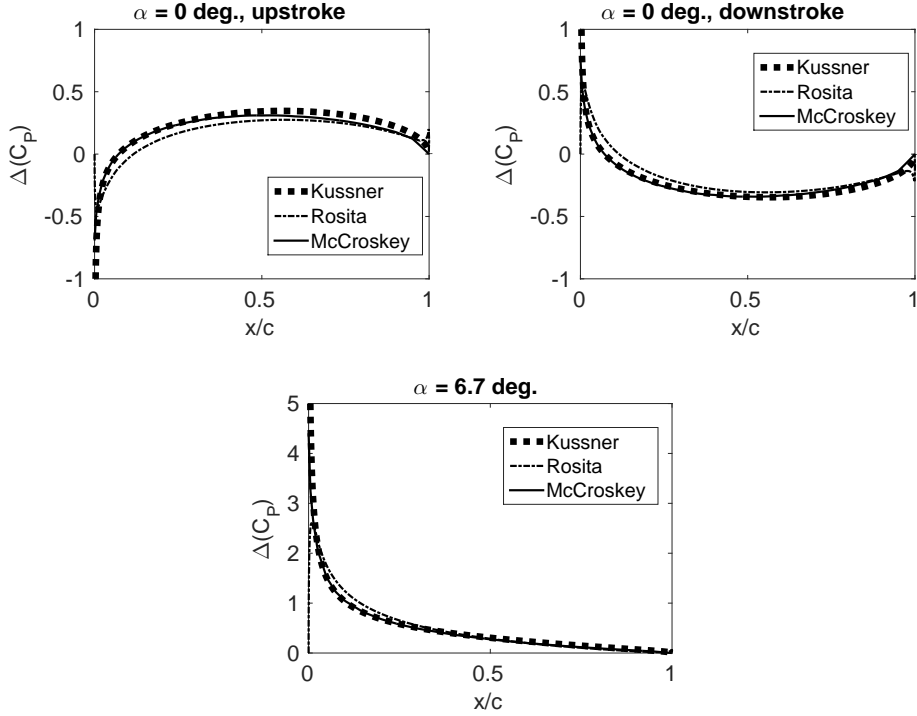 α = 0 deg., upstroke
1
0.5
0
-0.5
-1
Δ(C_P)
Kussner
Rosita
McCroskey
0
0.5
1
x/c
α = 0 deg., downstroke
1
0.5
0
-0.5
-1
Δ(C_P)
Kussner
Rosita
McCroskey
0
0.5
1
x/c
α = 6.7 deg.
5
4
3
2
1
0
Δ(C_P)
Kussner
Rosita
McCroskey
0
0.5
1
x/c